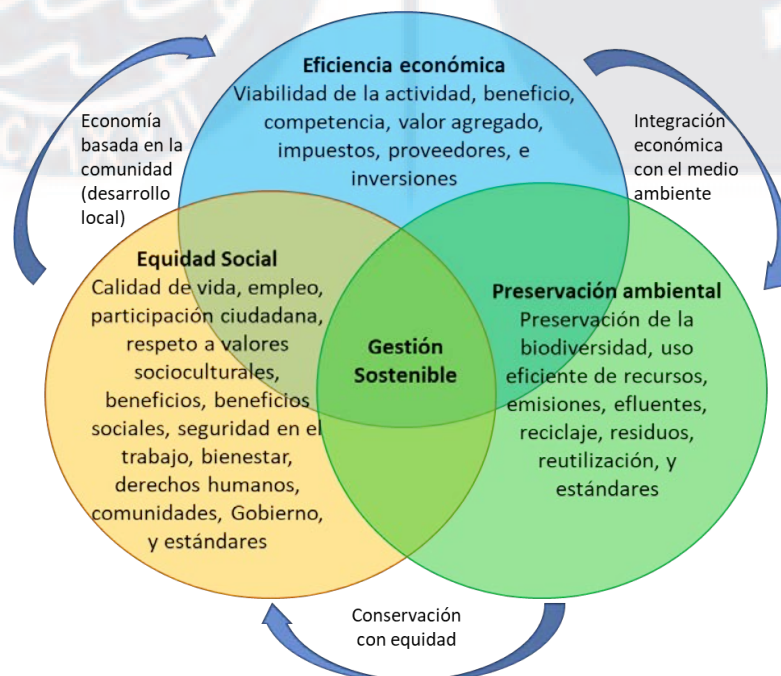 Eficiencia económica
Viabilidad de la actividad, beneficio,
competencia, valor agregado,
impuestos, proveedores, e
inversiones
Economía
basada en la
comunidad
(desarrollo
local)
Integración
económica
con el medio
ambiente
Equidad Social
Calidad de vida, empleo,
participación ciudadana,
respeto a valores
socioculturales,
beneficios, beneficios
sociales, seguridad en el
trabajo, bienestar,
derechos humanos,
comunidades, Gobierno,
y estándares
Gestión
Sostenible
Preservación ambiental
Preservación de la
biodiversidad, uso
eficiente de recursos,
emisiones, efluentes,
reciclaje, residuos,
reutilización, y
estándares
Conservación
con equidad